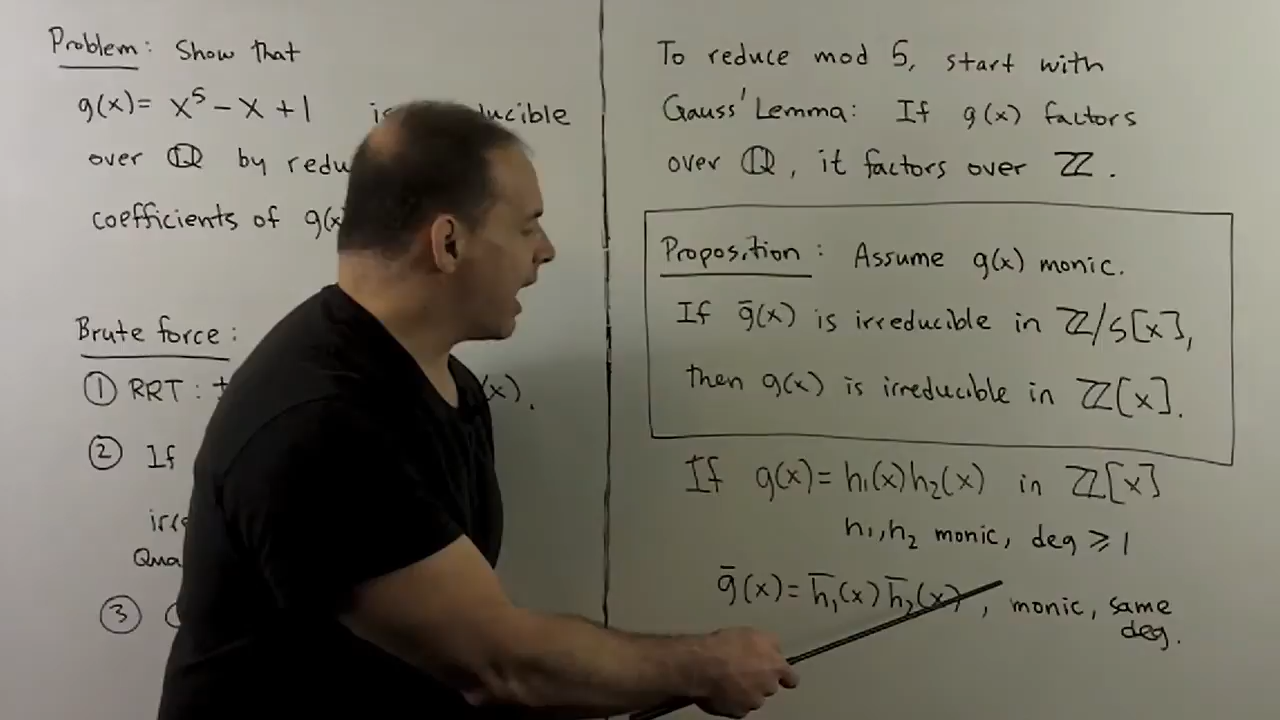 Problem: Show that
g(x)= x⁵ - x + 1
over ℚ by
coefficients of
Brute force:
① RRT: (x).
② If
③
To reduce mod 5, start with
Gauss' Lemma: If g(x) factors
over ℚ, it factors over ℤ.
Proposition: Assume g(x) monic.
If ḡ(x) is irreducible in ℤ/5[x],
then g(x) is irreducible in ℤ[x].
If g(x)= h₁(x)h₂(x) in ℤ[x]
h₁,h₂ monic, deg ≥ 1
ḡ(x)= h̄₁(x)h̄₂(x), monic, same
deg.